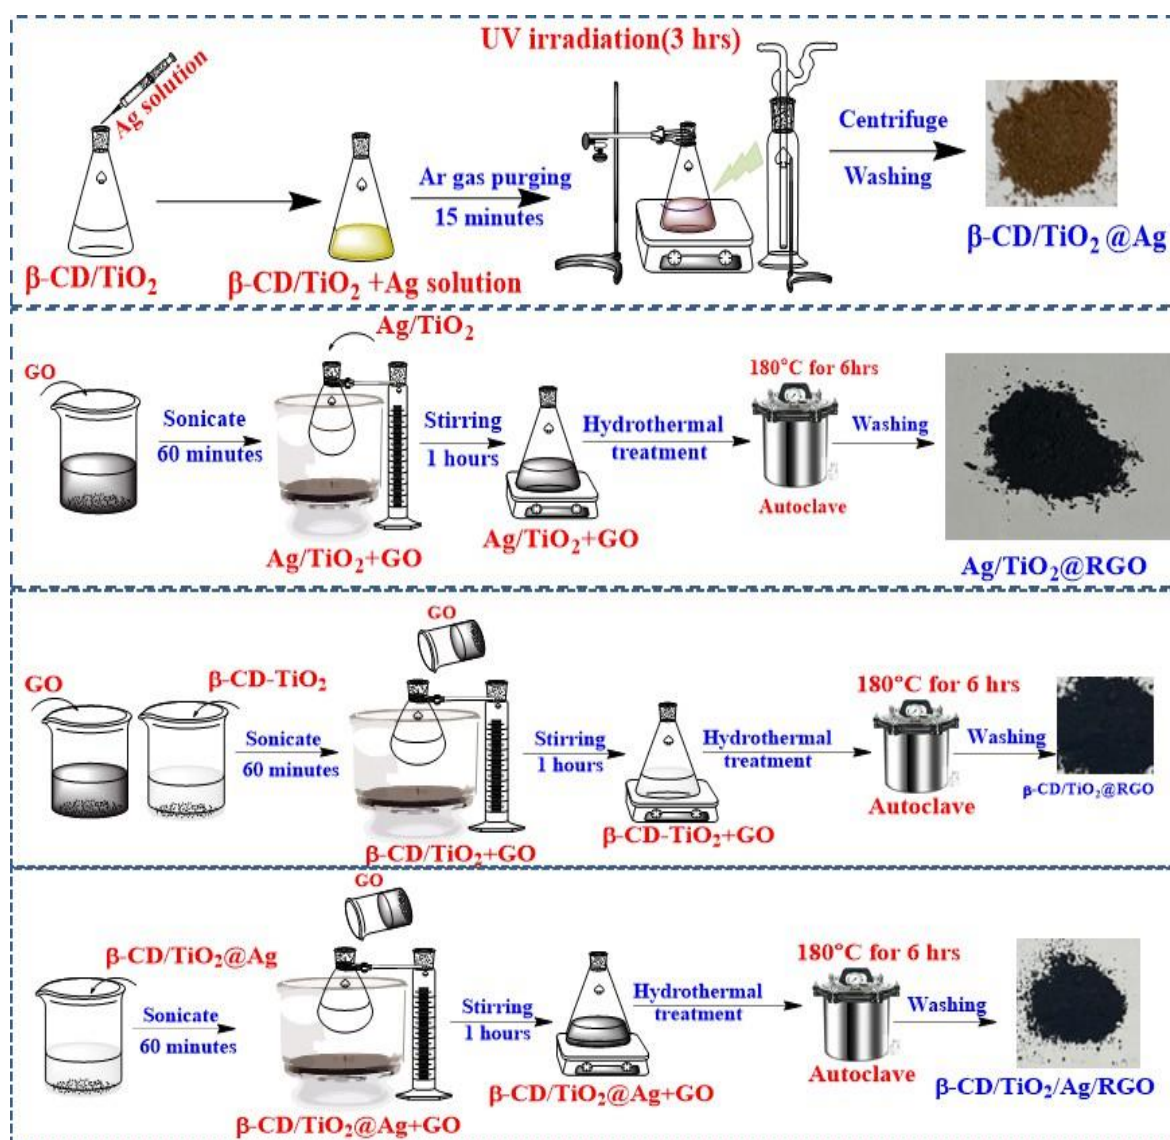 UV irradiation(3 hrs)
Ag solution
Ar gas purging
15 minutes
Centrifuge
Washing
β-CD/TiO₂
β-CD/TiO₂ +Ag solution
β-CD/TiO₂ @Ag
Ag/TiO₂
GO
Sonicate
60 minutes
Stirring
1 hours
Hydrothermal
treatment
180°C for 6hrs
Washing
Autoclave
Ag/TiO₂+GO
Ag/TiO₂+GO
Ag/TiO₂@RGO
GO
GO
β-CD-TiO₂
Sonicate
60 minutes
Stirring
1 hours
Hydrothermal
treatment
180°C for 6 hrs
Washing
Autoclave
β-CD/TiO₂+GO
β-CD-TiO₂+GO
β-CD/TiO₂@RGO
GO
β-CD/TiO₂@Ag
Sonicate
60 minutes
Stirring
1 hours
Hydrothermal
treatment
180°C for 6 hrs
Washing
Autoclave
β-CD/TiO₂@Ag+GO
β-CD/TiO₂@Ag+GO
β-CD/TiO₂/Ag/RGO